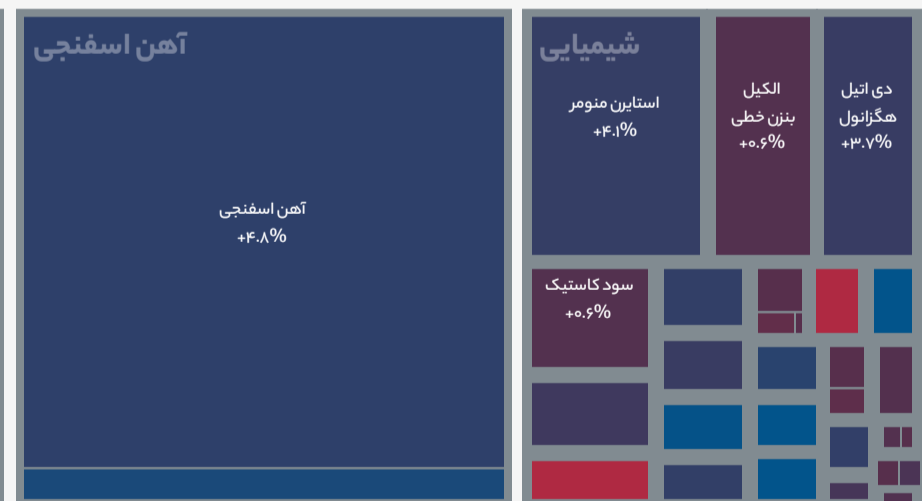 آهن اسفنجی
آهن اسفنجی
+۴.۸%
شیمیایی
دی اتیل
هگزانول
+۳.۷%
الکیل
بنزن خطی
+۰.۶%
استایرن منومر
+۴.۱%
سود کاستیک
+۰.۶%